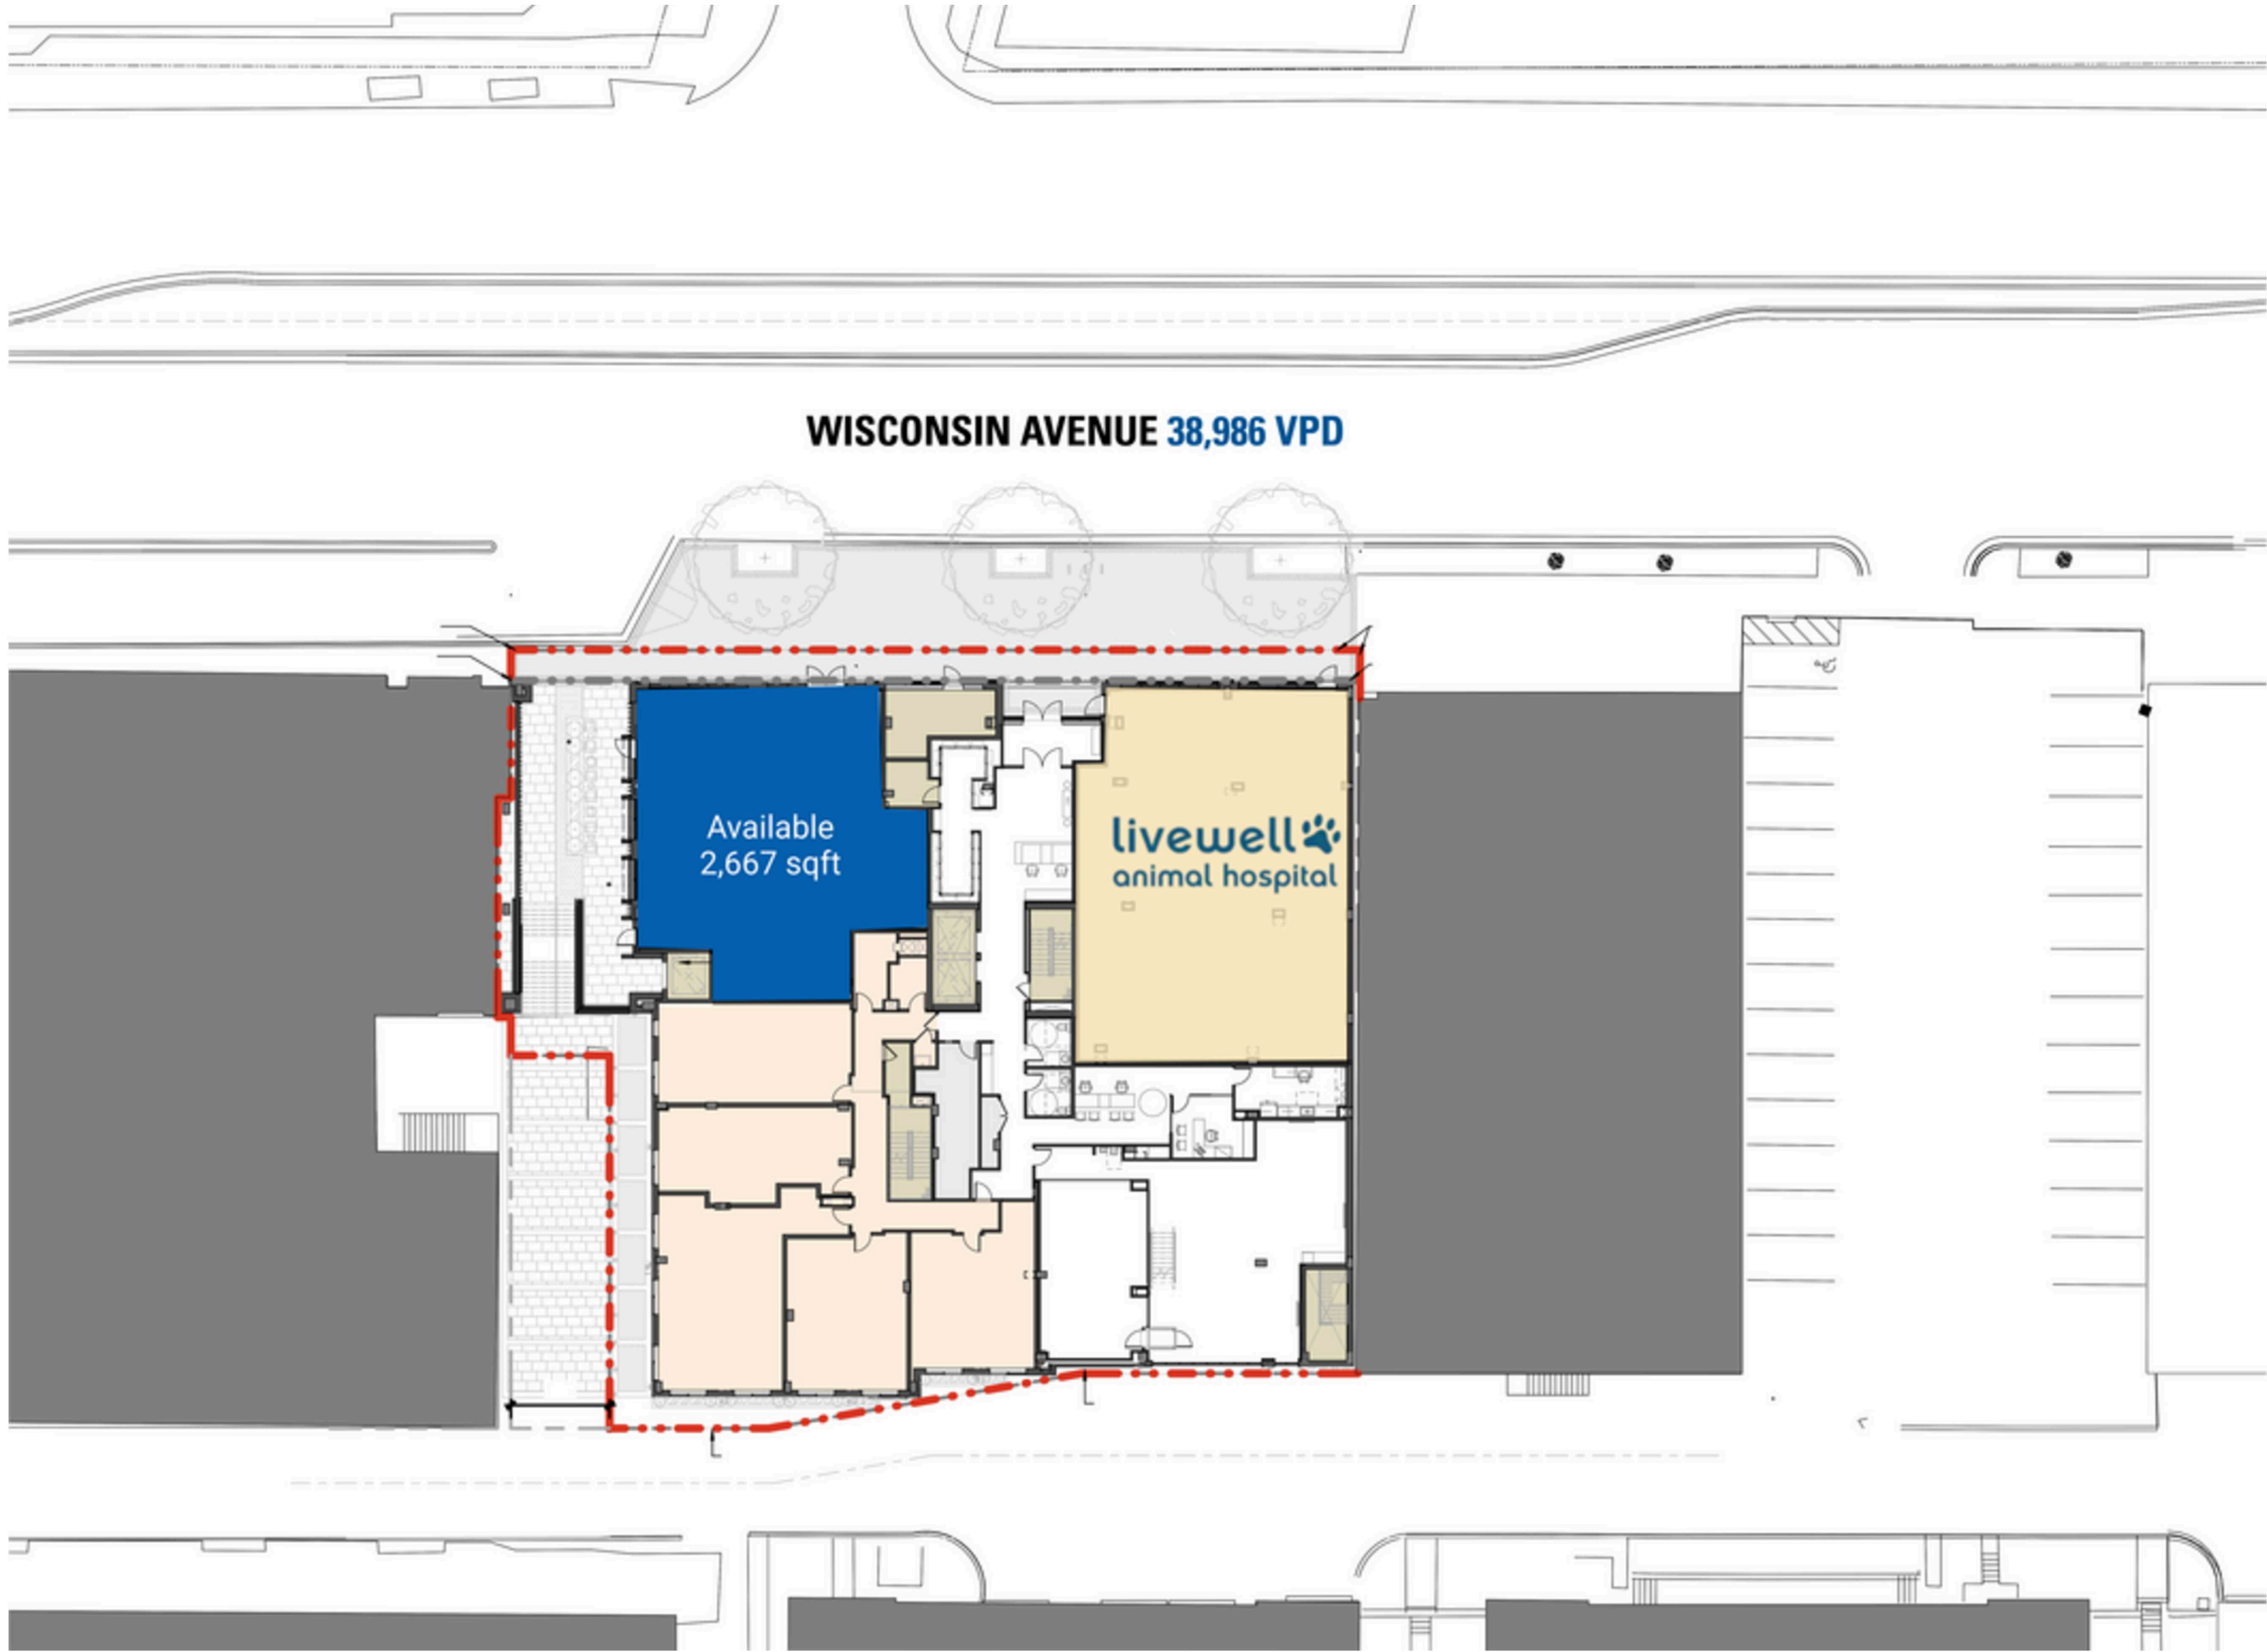 WISCONSIN AVENUE 38,986 VPD
Available
2,667 sqft
livewell
animal hospital